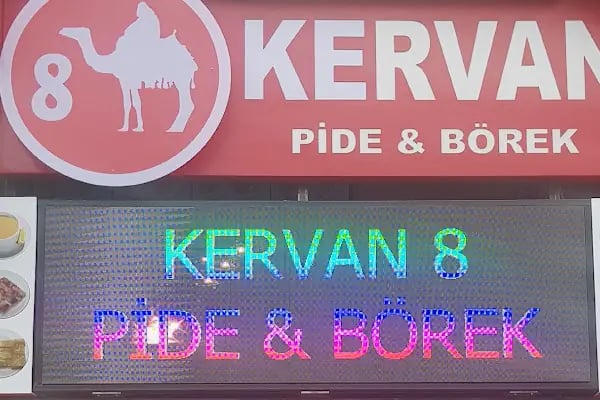 8
KERVAN
PİDE & BÖREK
KERVAN 8
PİDE & BÖREK